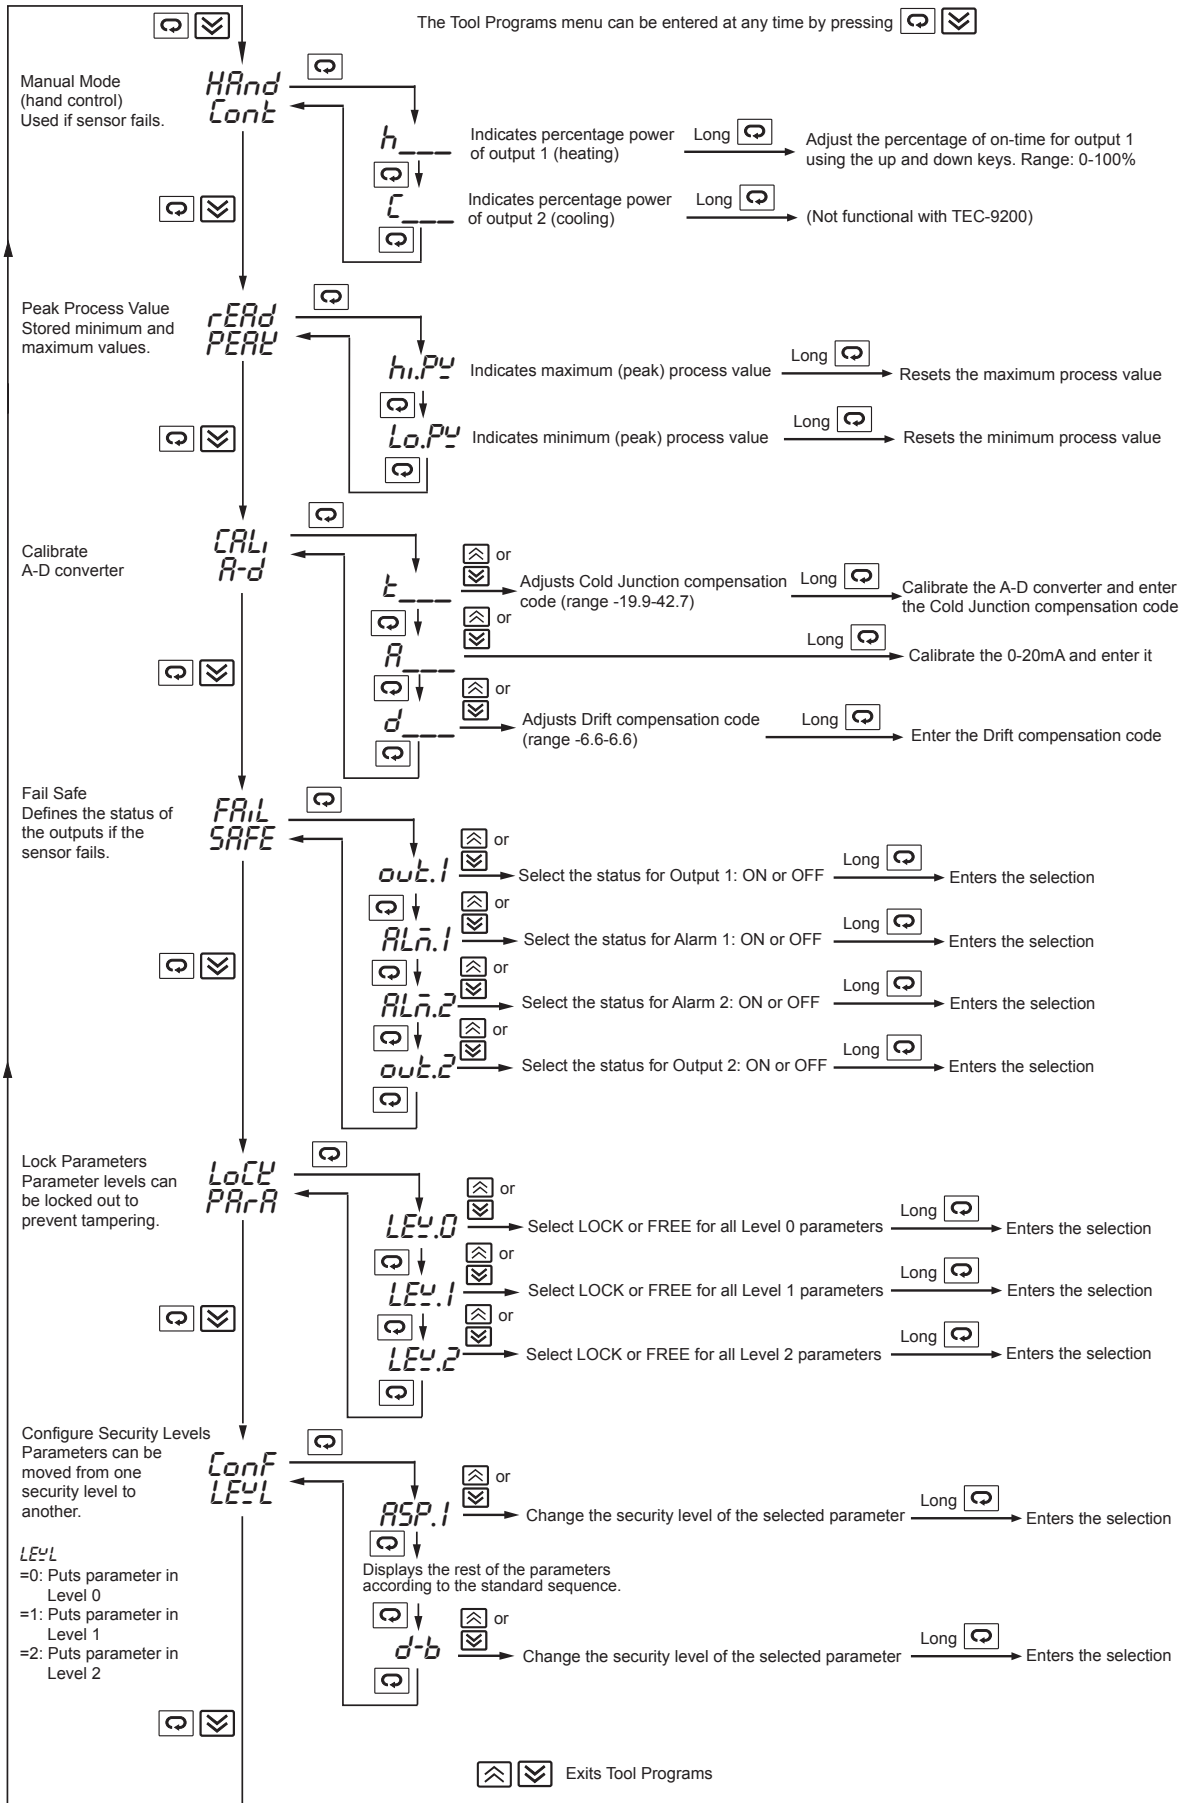 The Tool Programs menu can be entered at any time by pressing
Manual Mode
(hand control)
Used if sensor fails.
HAnd
Cont
h___
Indicates percentage power
of output 1 (heating)
Long
Adjust the percentage of on-time for output 1
using the up and down keys. Range: 0-100%
C___
Indicates percentage power
of output 2 (cooling)
Long
(Not functional with TEC-9200)
Peak Process Value
Stored minimum and
maximum values.
rEAd
PEAK
hi.PV
Indicates maximum (peak) process value
Long
Resets the maximum process value
Lo.PV
Indicates minimum (peak) process value
Long
Resets the minimum process value
Calibrate
A-D converter
CALi
A-d
t___
or
Adjusts Cold Junction compensation
code (range -19.9-42.7)
Long
Calibrate the A-D converter and enter
the Cold Junction compensation code
A___
or
Long
Calibrate the 0-20mA and enter it
d___
or
Adjusts Drift compensation code
(range -6.6-6.6)
Long
Enter the Drift compensation code
Fail Safe
Defines the status of
the outputs if the
sensor fails.
FAiL
SAFE
out.1
or
Select the status for Output 1: ON or OFF
Long
Enters the selection
ALM.1
or
Select the status for Alarm 1: ON or OFF
Long
Enters the selection
ALM.2
or
Select the status for Alarm 2: ON or OFF
Long
Enters the selection
out.2
or
Select the status for Output 2: ON or OFF
Long
Enters the selection
Lock Parameters
Parameter levels can
be locked out to
prevent tampering.
LoCK
PArA
LEV.0
or
Select LOCK or FREE for all Level 0 parameters
Long
Enters the selection
LEV.1
or
Select LOCK or FREE for all Level 1 parameters
Long
Enters the selection
LEV.2
or
Select LOCK or FREE for all Level 2 parameters
Long
Enters the selection
Configure Security Levels
Parameters can be
moved from one
security level to
another.
ConF
LEVL
LEVL
=0: Puts parameter in
Level 0
=1: Puts parameter in
Level 1
=2: Puts parameter in
Level 2
ASP.1
or
Change the security level of the selected parameter
Long
Enters the selection
Displays the rest of the parameters
according to the standard sequence.
d-b
or
Change the security level of the selected parameter
Long
Enters the selection
Exits Tool Programs